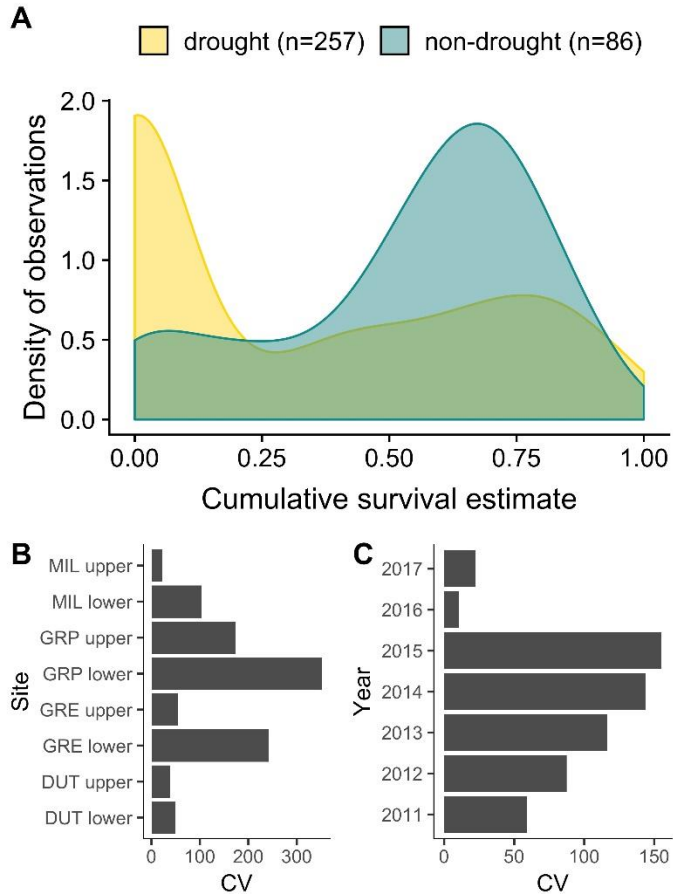 A
drought (n=257) non-drought (n=86)
2.0
1.5
1.0
0.5
0.0
Density of observations
0.00 0.25 0.50 0.75 1.00
Cumulative survival estimate
B
MIL upper
MIL lower
GRP upper
GRP lower
GRE upper
GRE lower
DUT upper
DUT lower
Site
0 100 200 300
CV
C
2017
2016
2015
2014
2013
2012
2011
Year
0 50 100 150
CV